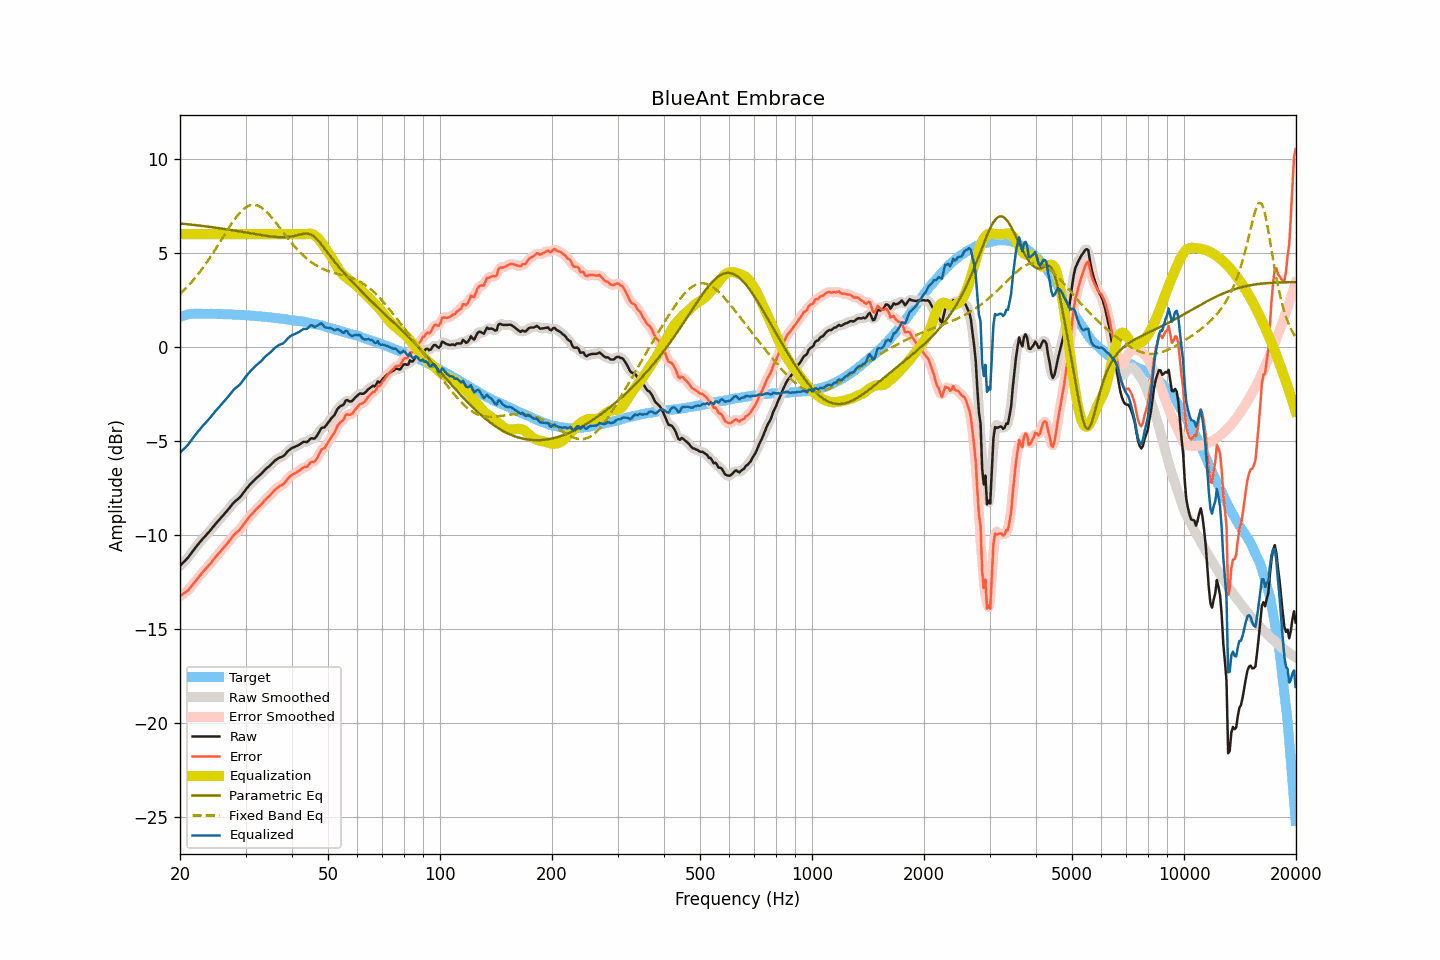 BlueAnt Embrace
10
5
0
−5
−10
−15
−20
−25
Amplitude (dBr)
Target
Raw Smoothed
Error Smoothed
Raw
Error
Equalization
Parametric Eq
Fixed Band Eq
Equalized
20 50 100 200 500 1000 2000 5000 10000 20000
Frequency (Hz)